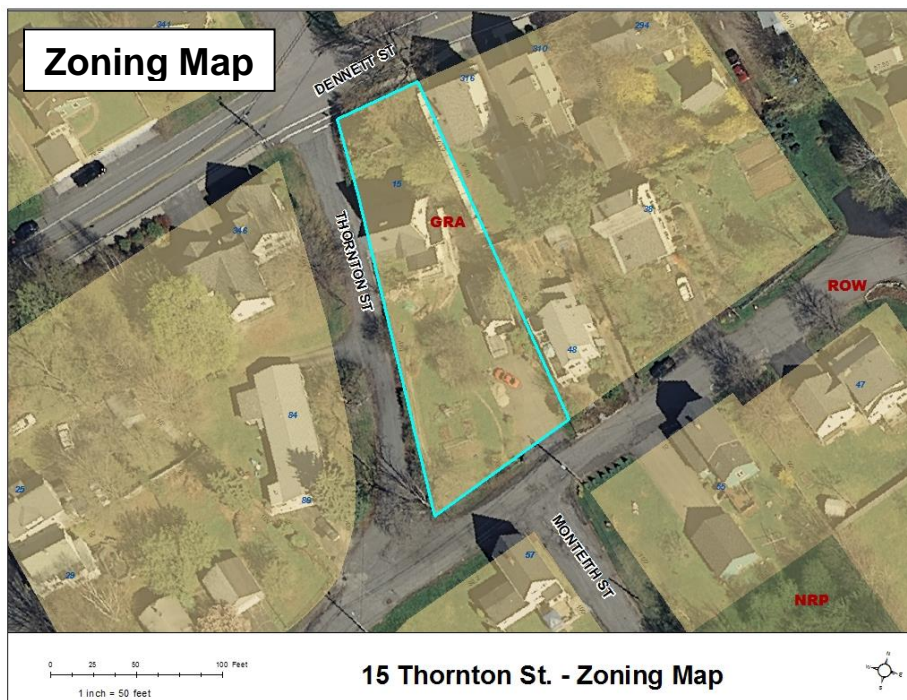 Zoning Map
DENNETT ST
341
294
310
316
15
GRA
346
38
THORNTON ST
ROW
48
47
84
25
86
55
29
57
MONTEITH ST
NRP
0 25 50 100 Feet
1 inch = 50 feet
15 Thornton St. - Zoning Map